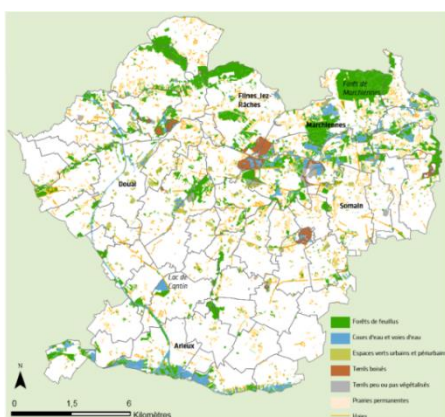 Forêt de
Marchiennes
Flines lez
Râches
Marchiennes
Douai
Somain
Lac de
Cantin
Arleux
Forêts de feuillus
Cours d'eau et voies d'eau
Espaces verts urbains et périurbains
Terrils boisés
Terrils peu ou pas végétalisés
Prairies permanentes
N
0 1,5 6
Kilomètres